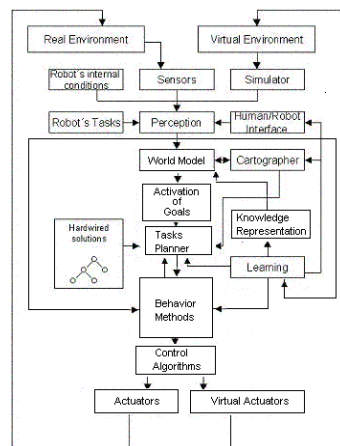 Real Environment
Virtual Environment
Robot´s internal
conditions
Sensors
Simulator
Robot´s Tasks
Perception
Human/Robot
Interface
World Model
Cartographer
Activation
of
Goals
Knowledge
Representation
Hardwired
solutions
Tasks
Planner
Learning
Behavior
Methods
Control
Algorithms
Actuators
Virtual Actuators